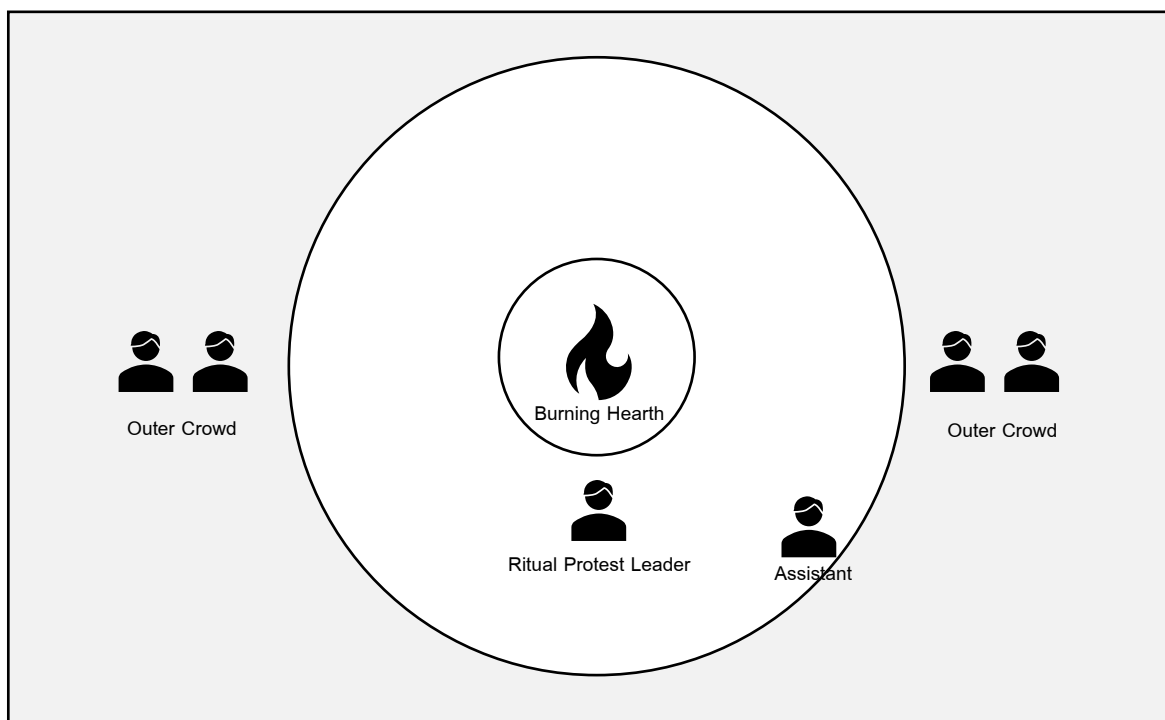 Burning Hearth
Outer Crowd
Outer Crowd
Ritual Protest Leader
Assistant